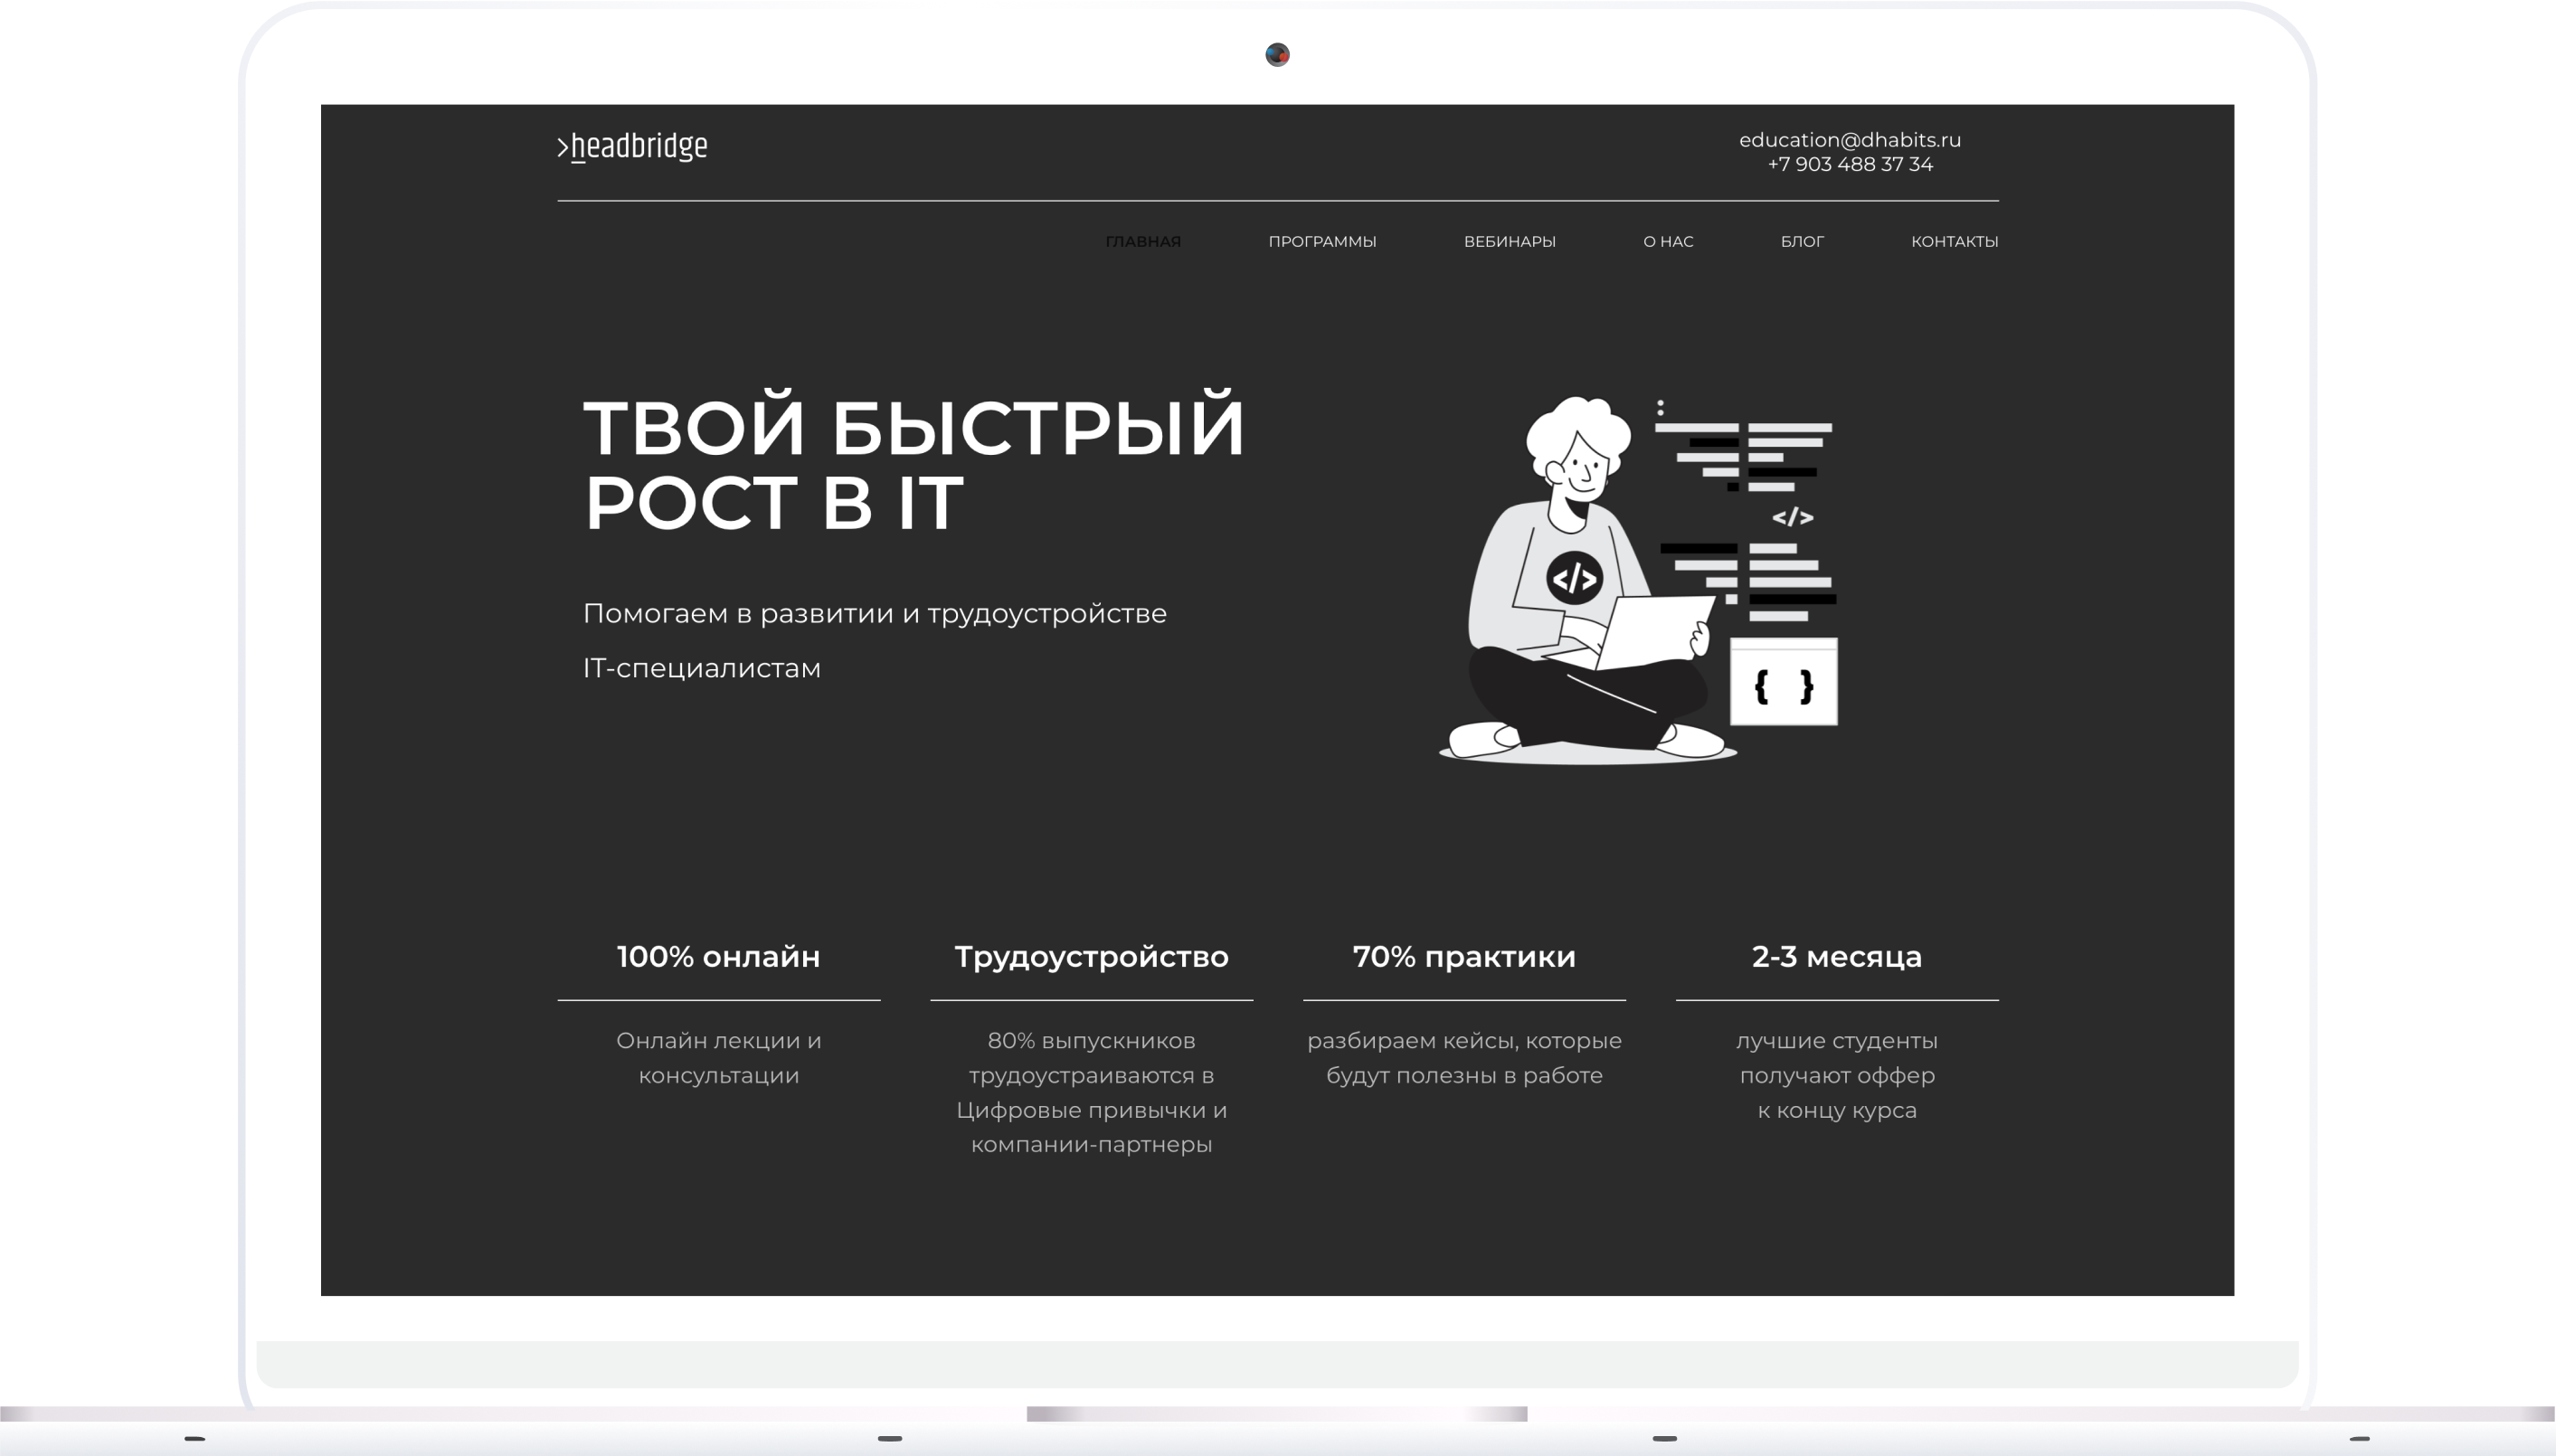 >headbridge
education@dhabits.ru
+7 903 488 37 34
ГЛАВНАЯ ПРОГРАММЫ ВЕБИНАРЫ О НАС БЛОГ КОНТАКТЫ
ТВОЙ БЫСТРЫЙ
РОСТ В IT
Помогаем в развитии и трудоустройстве
IT-специалистам
</>
</>
{ }
100% онлайн
Онлайн лекции и
консультации
Трудоустройство
80% выпускников
трудоустраиваются в
Цифровые привычки и
компании-партнеры
70% практики
разбираем кейсы, которые
будут полезны в работе
2-3 месяца
лучшие студенты
получают оффер
к концу курса